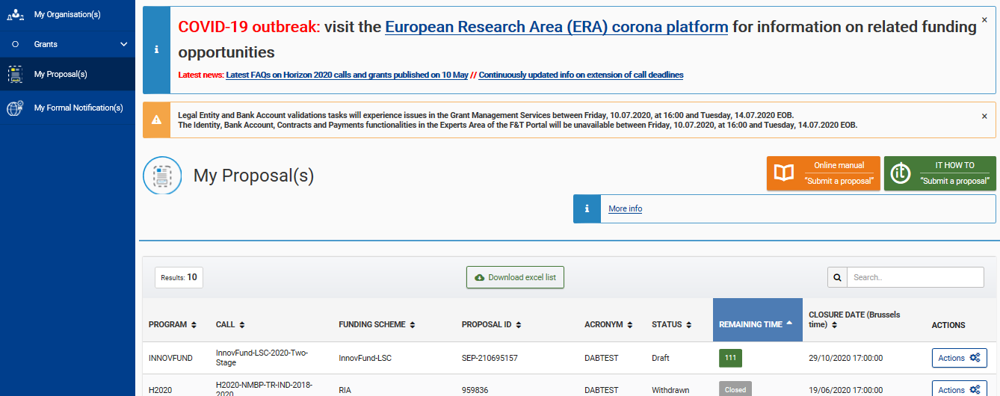 My Organisation(s)
Grants
My Proposal(s)
My Formal Notification(s)
COVID-19 outbreak: visit the European Research Area (ERA) corona platform for information on related funding
opportunities
Latest news: Latest FAQs on Horizon 2020 calls and grants published on 10 May // Continuously updated info on extension of call deadlines
Legal Entity and Bank Account validations tasks will experience issues in the Grant Management Services between Friday, 10.07.2020, at 16:00 and Tuesday, 14.07.2020 EOB.
The Identity, Bank Account, Contracts and Payments functionalities in the Experts Area of the F&T Portal will be unavailable between Friday, 10.07.2020, at 16:00 and Tuesday, 14.07.2020 EOB.
My Proposal(s)
Online manual
"Submit a proposal"
it
IT HOW TO
"Submit a proposal"
More info
Results: 10
Download excel list
Search..
PROGRAM CALL FUNDING SCHEME PROPOSAL ID ACRONYM STATUS REMAINING TIME CLOSURE DATE (Brussels
time) ACTIONS
INNOVFUND InnovFund-LSC-2020-Two-
Stage InnovFund-LSC SEP-210695157 DABTEST Draft 111 29/10/2020 17:00:00 Actions
H2020 H2020-NMBP-TR-IND-2018-
2020 RIA 959836 DABTEST Withdrawn Closed 19/06/2020 17:00:00 Actions